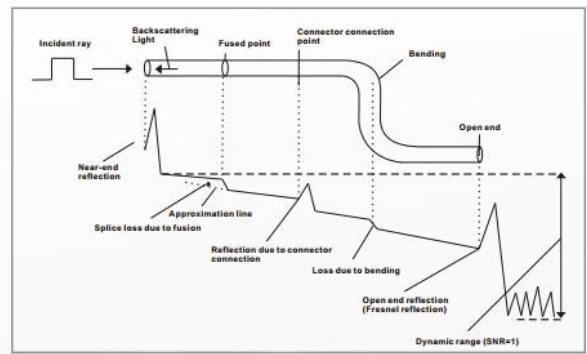 Incident ray
Backscattering
Light
Fused point
Connector connection
point
Bending
Open end
Near-end
reflection
Approximation line
Splice loss due to fusion
Reflection due to connector
connection
Loss due to bending
Open end reflection
(Fresnel reflection)
Dynamic range (SNR=1)